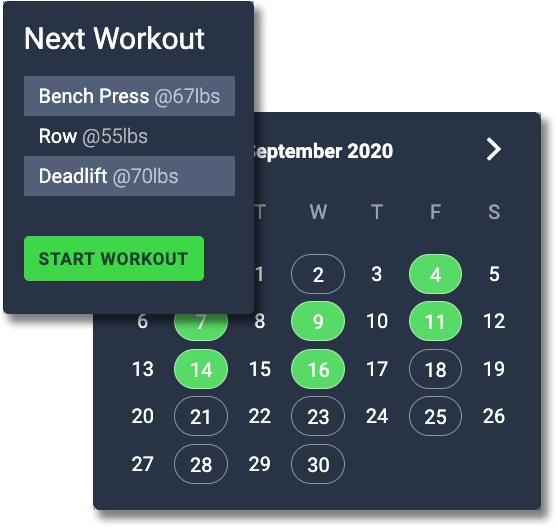 Next Workout
Bench Press @67lbs
Row @55lbs
Deadlift @70lbs
START WORKOUT
September 2020
T W T F S
1 2 3 4 5
6 7 8 9 10 11 12
13 14 15 16 17 18 19
20 21 22 23 24 25 26
27 28 29 30